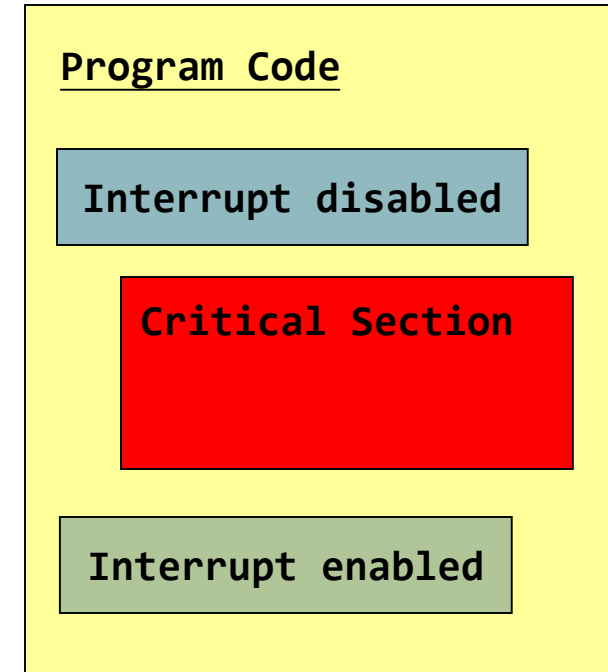 Program Code
Interrupt disabled
Critical Section
Interrupt enabled